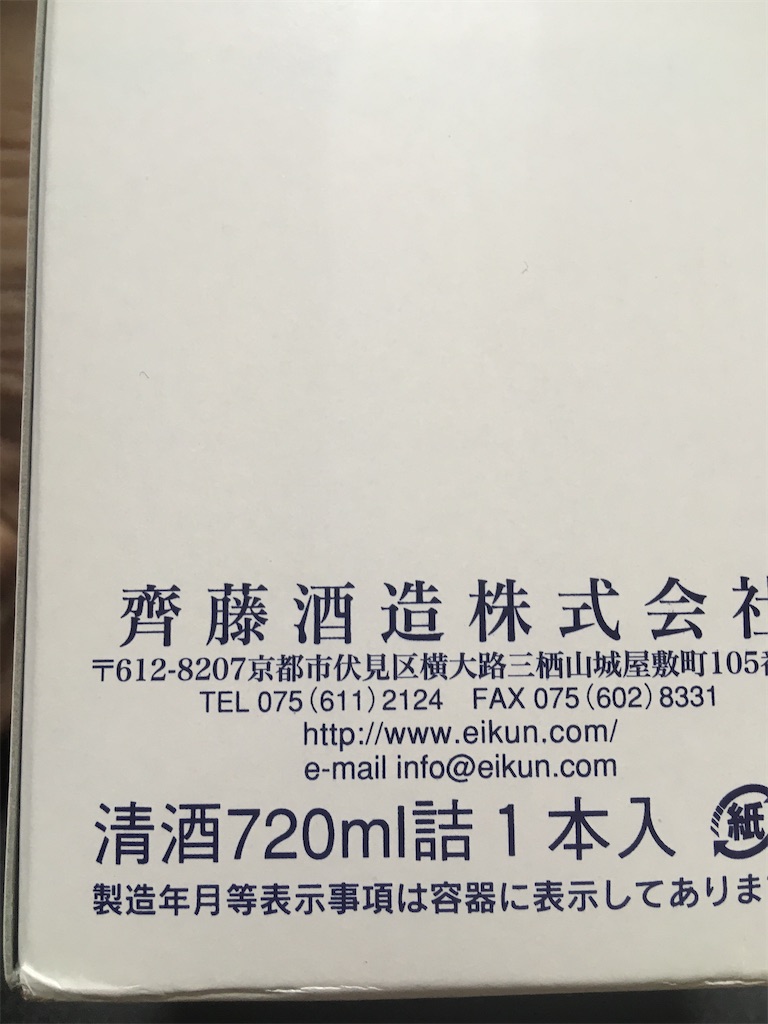 齊藤酒造株式会社
〒612-8207京都市伏見区横大路三栖山城屋敷町105番
TEL 075(611)2124 FAX 075(602)8331
http://www.eikun.com/
e-mail info@eikun.com
清酒720ml詰1本入 紙
製造年月等表示事項は容器に表示してありま